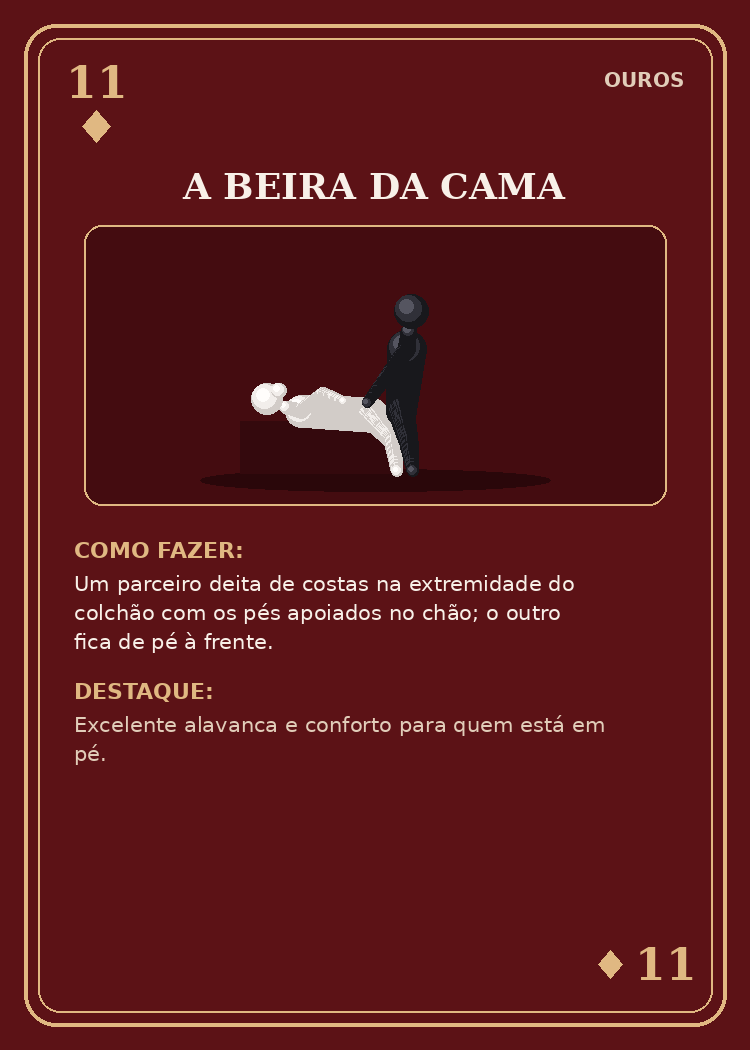 11
OUROS
A BEIRA DA CAMA
COMO FAZER:
Um parceiro deita de costas na extremidade do
colchão com os pés apoiados no chão; o outro
fica de pé à frente.
DESTAQUE:
Excelente alavanca e conforto para quem está em
pé.
11